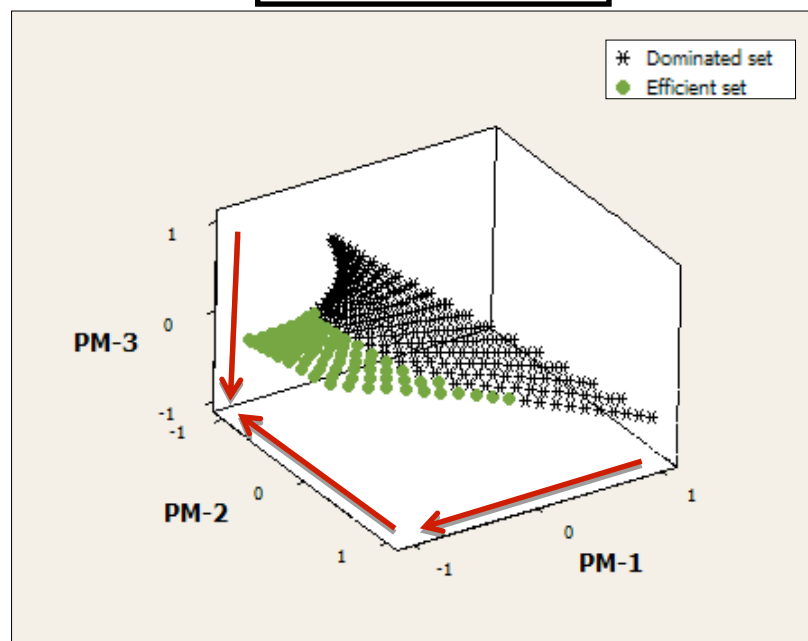 Dominated set
Efficient set
1
0
PM-3
-1
-1
0
PM-2
1
-1
0
1
PM-1